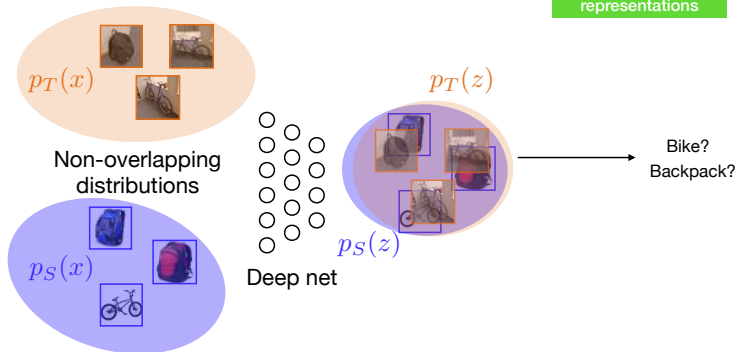 representations
p_T(x)
p_T(z)
Non-overlapping
distributions
Bike?
Backpack?
p_S(x)
p_S(z)
Deep net